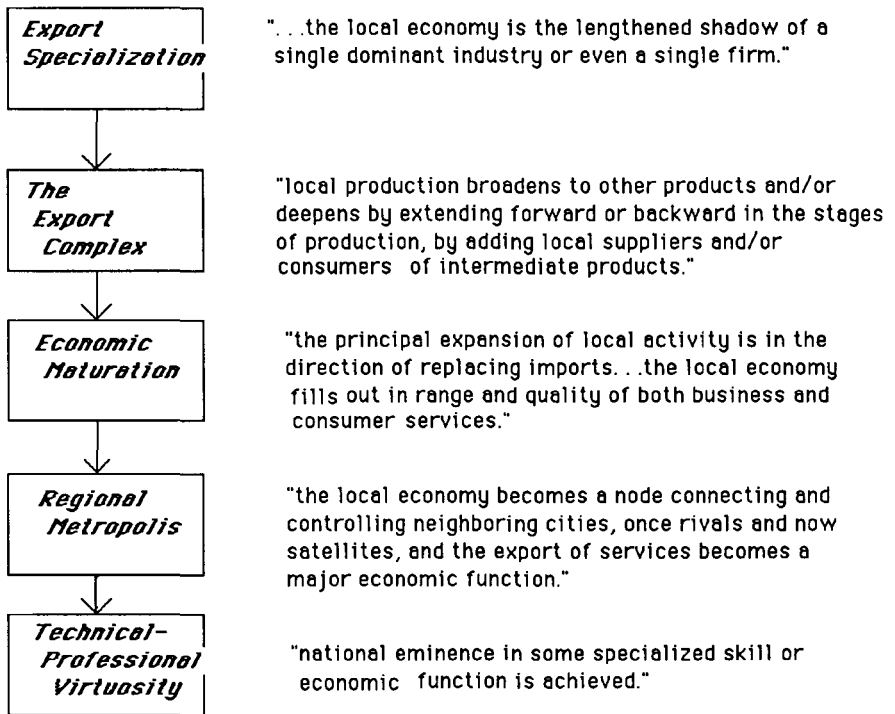 Export
Specialization
". . .the local economy is the lengthened shadow of a
single dominant industry or even a single firm."
The
Export
Complex
"local production broadens to other products and/or
deepens by extending forward or backward in the stages
of production, by adding local suppliers and/or
consumers of intermediate products."
Economic
Maturation
"the principal expansion of local activity is in the
direction of replacing imports. . .the local economy
fills out in range and quality of both business and
consumer services."
Regional
Metropolis
"the local economy becomes a node connecting and
controlling neighboring cities, once rivals and now
satellites, and the export of services becomes a
major economic function."
Technical-
Professional
Virtuosity
"national eminence in some specialized skill or
economic function is achieved."